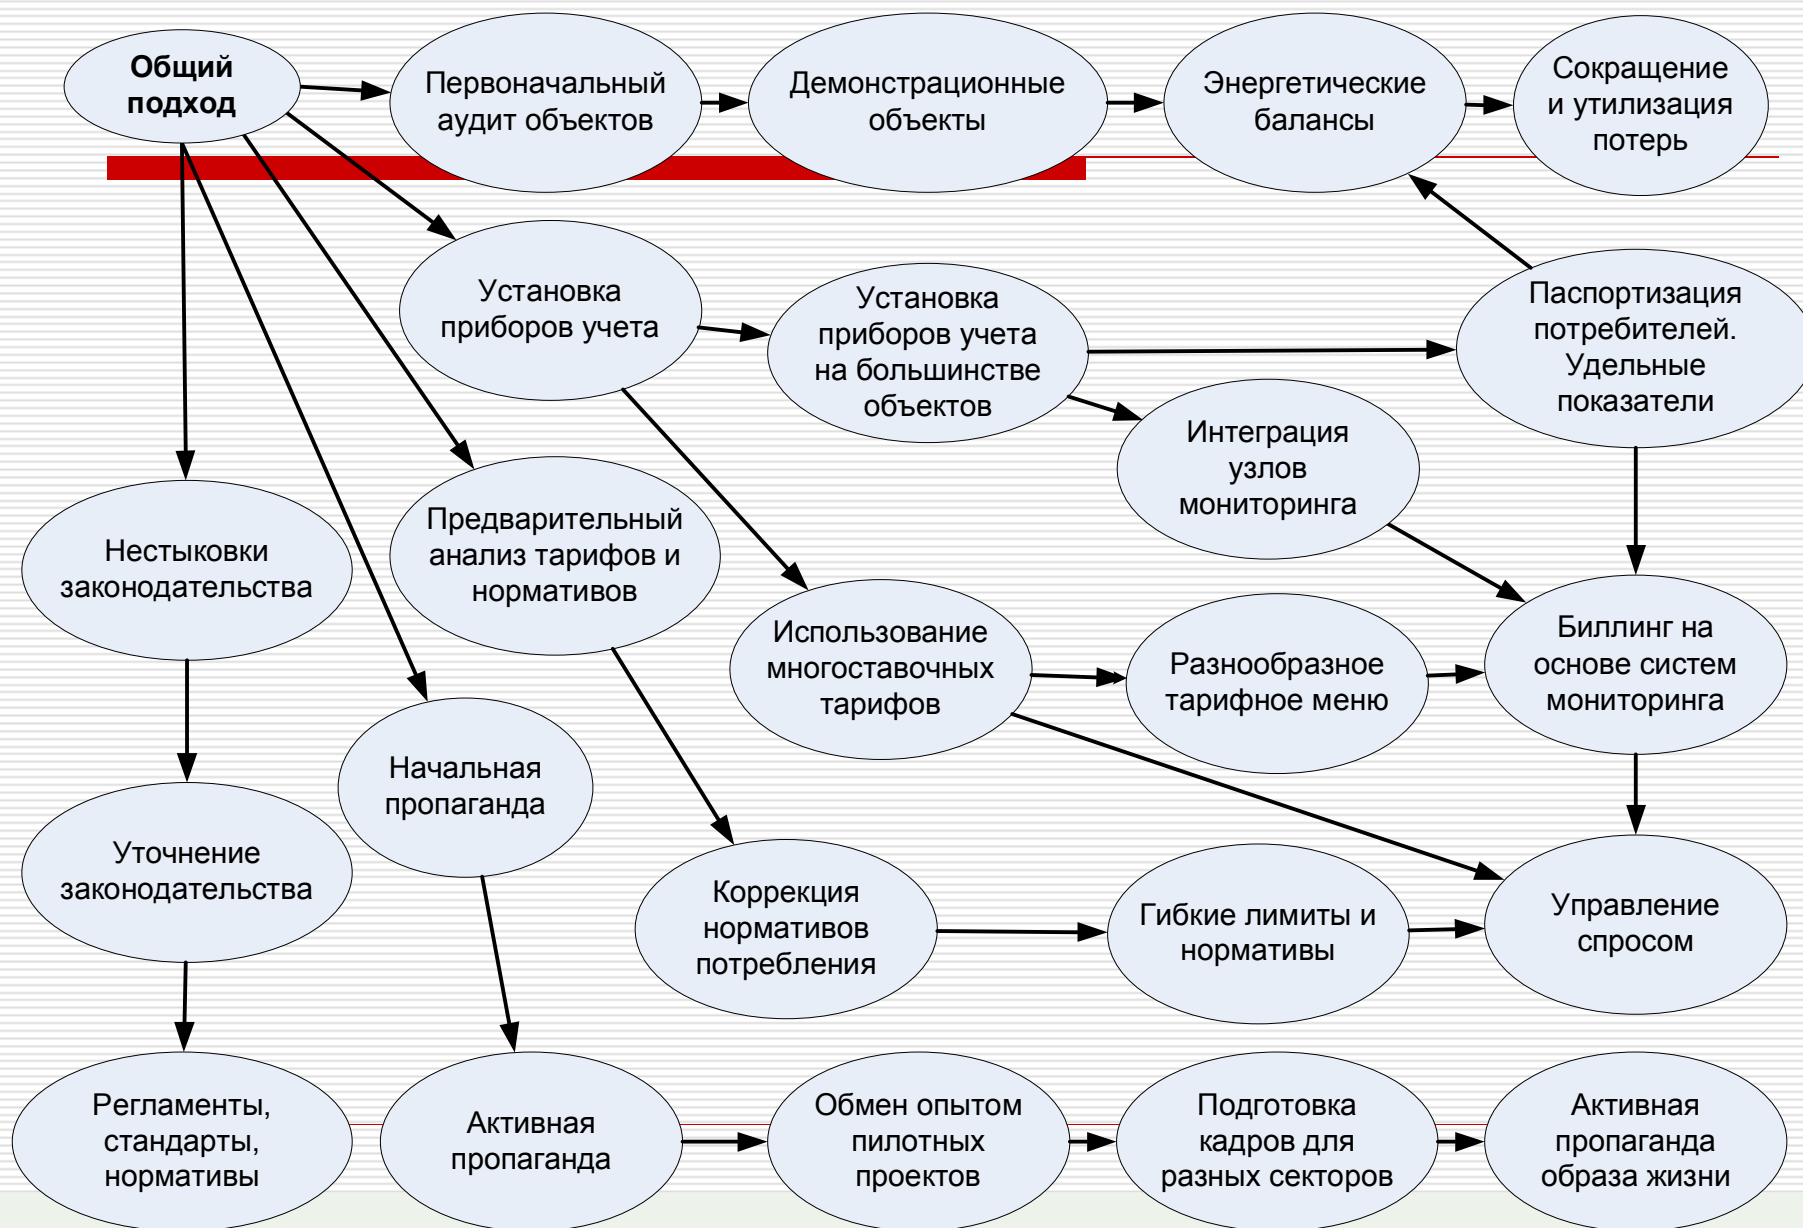 Общий
подход
Первоначальный
аудит объектов
Демонстрационные
объекты
Энергетические
балансы
Сокращение
и утилизация
потерь
Установка
приборов учета
Установка
приборов учета
на большинстве
объектов
Паспортизация
потребителей.
Удельные
показатели
Интеграция
узлов
мониторинга
Нестыковки
законодательства
Предварительный
анализ тарифов и
нормативов
Использование
многоставочных
тарифов
Разнообразное
тарифное меню
Биллинг на
основе систем
мониторинга
Начальная
пропаганда
Уточнение
законодательства
Коррекция
нормативов
потребления
Гибкие лимиты и
нормативы
Управление
спросом
Регламенты,
стандарты,
нормативы
Активная
пропаганда
Обмен опытом
пилотных
проектов
Подготовка
кадров для
разных секторов
Активная
пропаганда
образа жизни